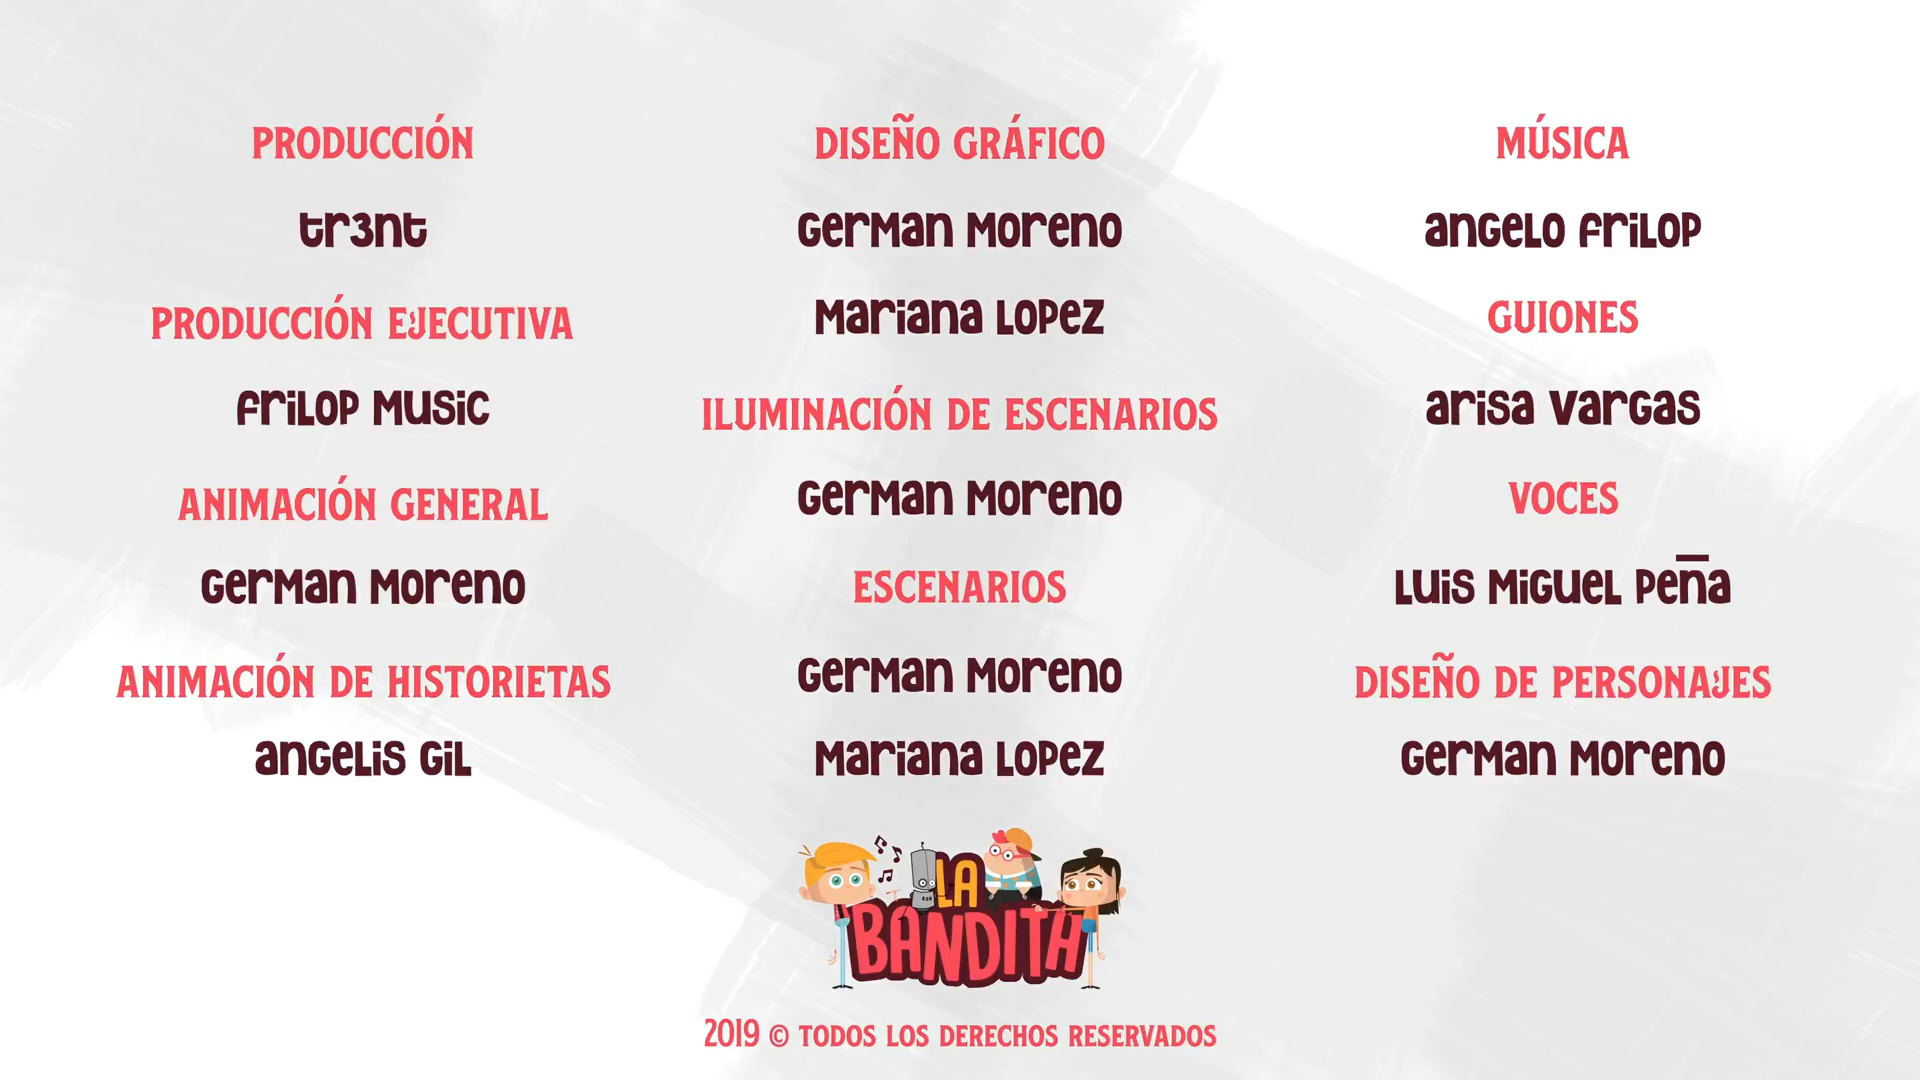 PRODUCCIÓN
tr3nt
PRODUCCIÓN EJECUTIVA
Frilop Music
ANIMACIÓN GENERAL
German Moreno
ANIMACIÓN DE HISTORIETAS
Angelis Gil
DISEÑO GRÁFICO
German Moreno
Mariana Lopez
ILUMINACIÓN DE ESCENARIOS
German Moreno
ESCENARIOS
German Moreno
Mariana Lopez
MÚSICA
Angelo Frilop
GUIONES
Arisa Vargas
VOCES
Luis Miguel Peña
DISEÑO DE PERSONAJES
German Moreno
LA
BANDITA
2019 © TODOS LOS DERECHOS RESERVADOS